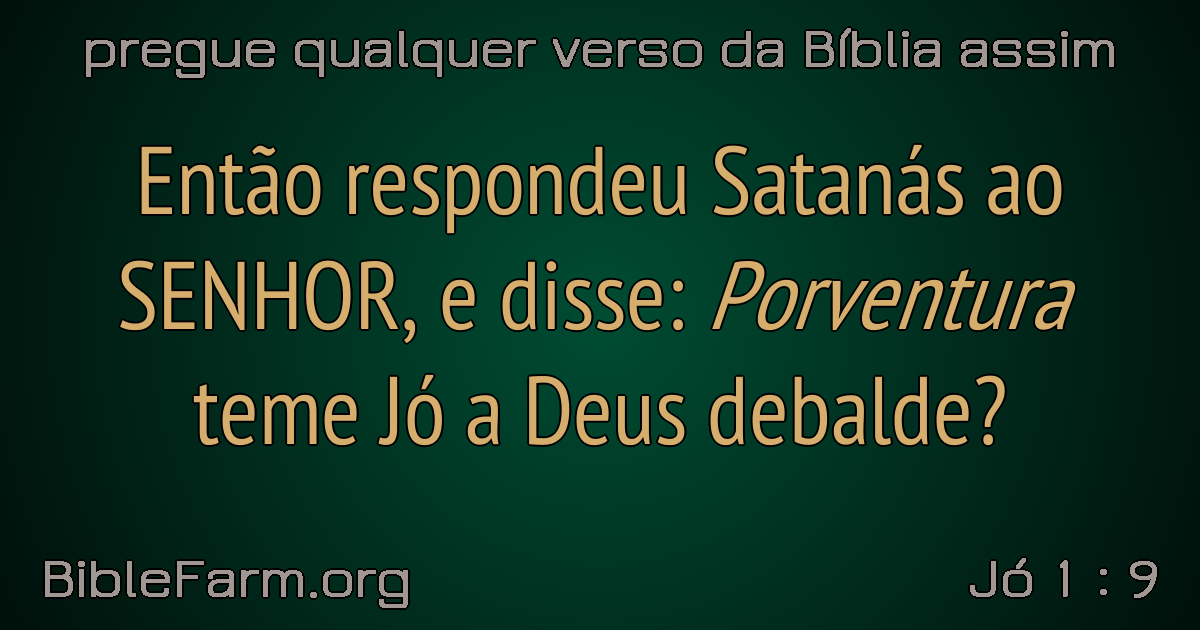 pregue qualquer verso da Bíblia assim
Então respondeu Satanás ao
SENHOR, e disse: Porventura
teme Jó a Deus debalde?
BibleFarm.org
Jó 1 : 9